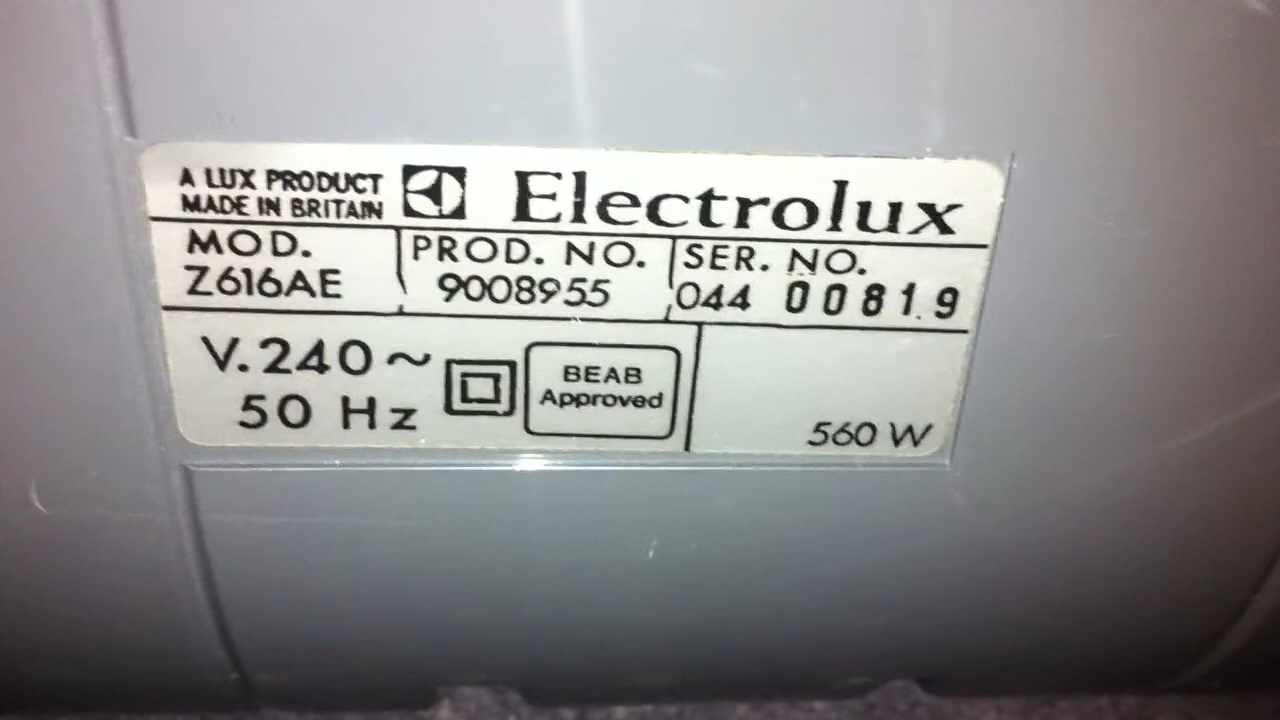 A LUX PRODUCT
MADE IN BRITAIN
Electrolux
MOD.
Z616AE
PROD. NO.
9008955
SER. NO.
044 00819
V.240~
50 Hz
BEAB
Approved
560 W